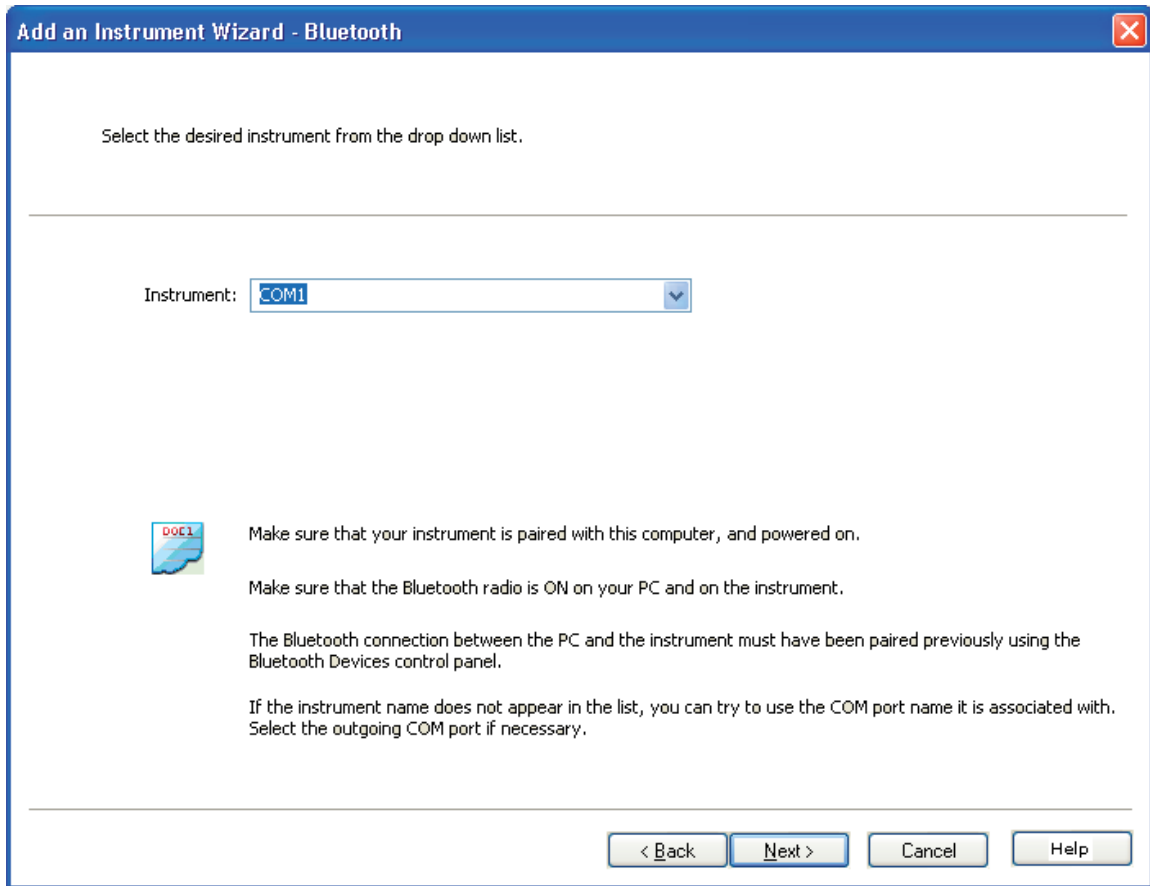 Add an Instrument Wizard - Bluetooth
Select the desired instrument from the drop down list.
Instrument: COM1
DOC1
Make sure that your instrument is paired with this computer, and powered on.
Make sure that the Bluetooth radio is ON on your PC and on the instrument.
The Bluetooth connection between the PC and the instrument must have been paired previously using the
Bluetooth Devices control panel.
If the instrument name does not appear in the list, you can try to use the COM port name it is associated with.
Select the outgoing COM port if necessary.
< Back Next > Cancel Help